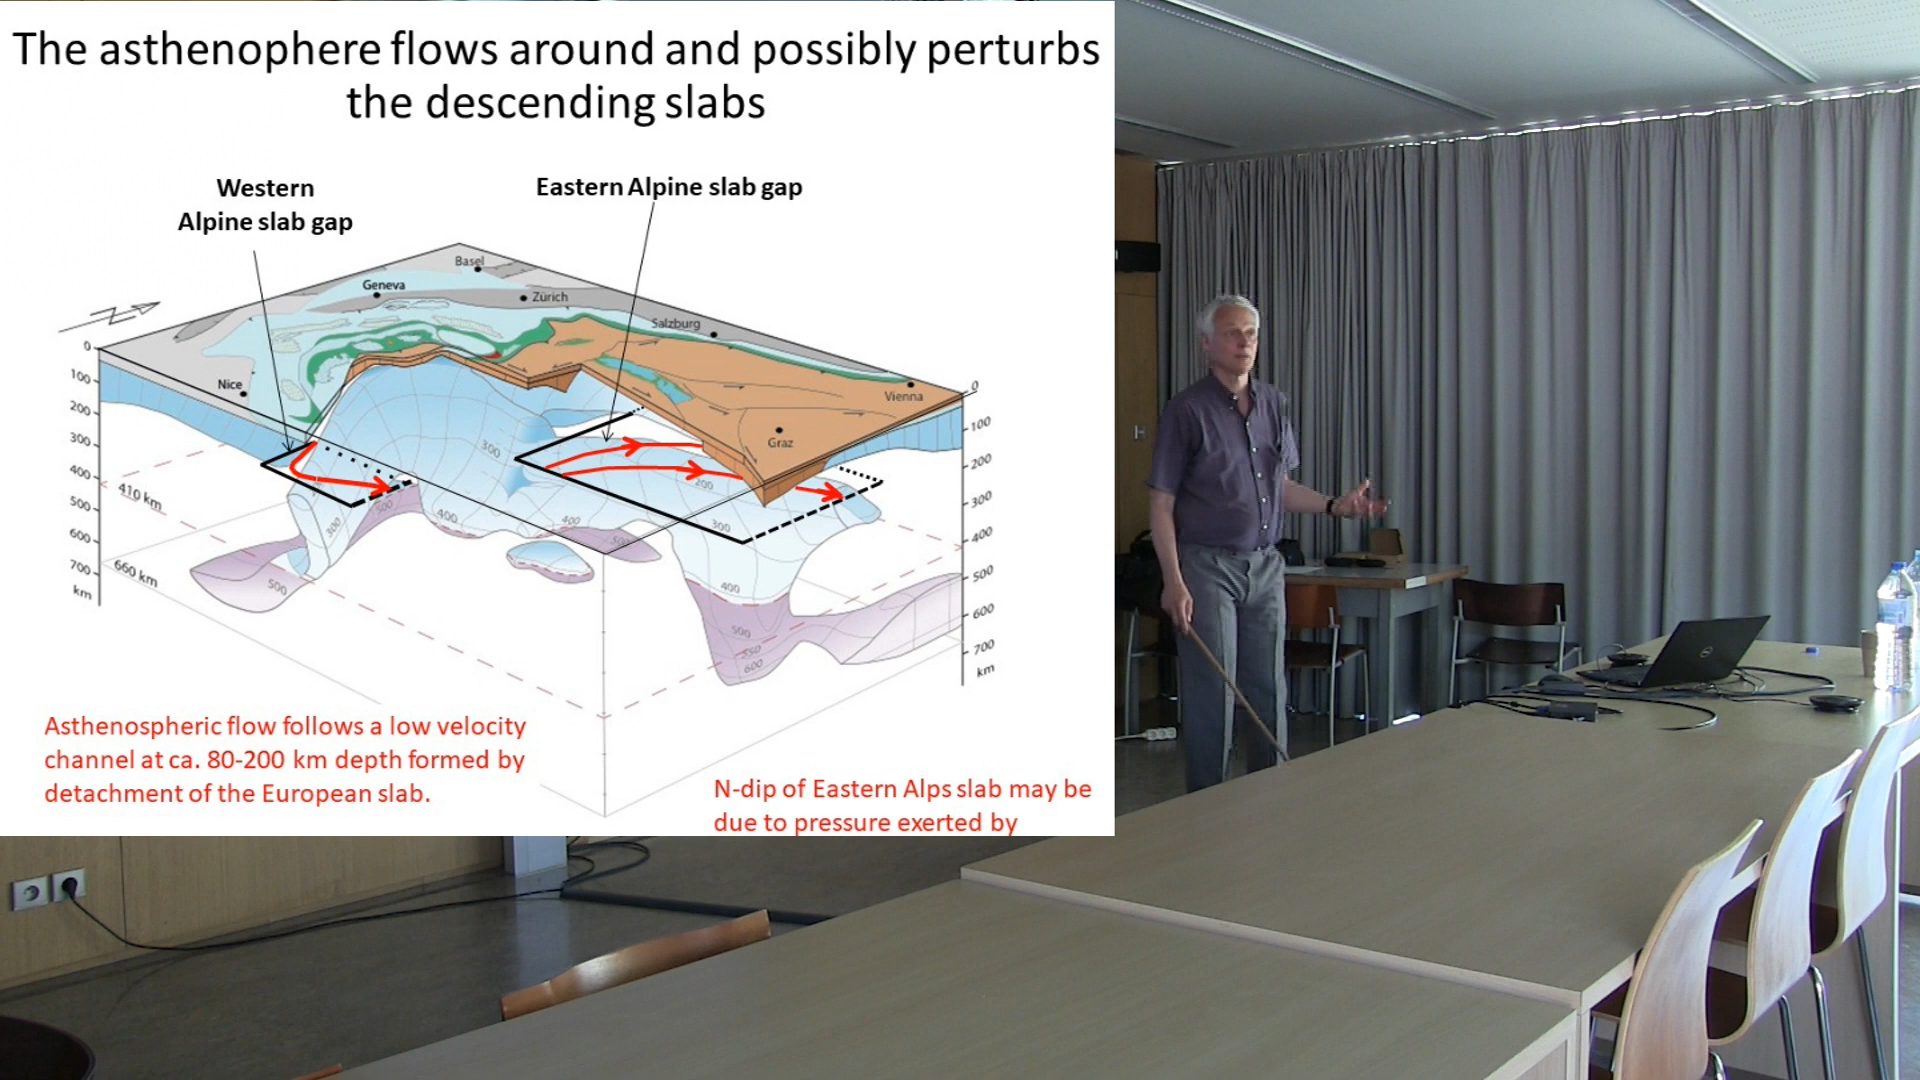 The asthenophere flows around and possibly perturbs
the descending slabs
Western
Alpine slab gap
Eastern Alpine slab gap
Basel
Geneva
Zürich
Salzburg
Nice
Vienna
Graz
N
0
100
200
300
400
500
600
700
km
410 km
660 km
0
100
200
300
400
500
600
700
km
300
200
300
400
400
500
500
300
500
400
500
550
600
Asthenospheric flow follows a low velocity
channel at ca. 80-200 km depth formed by
detachment of the European slab.
N-dip of Eastern Alps slab may be
due to pressure exerted by
DELL